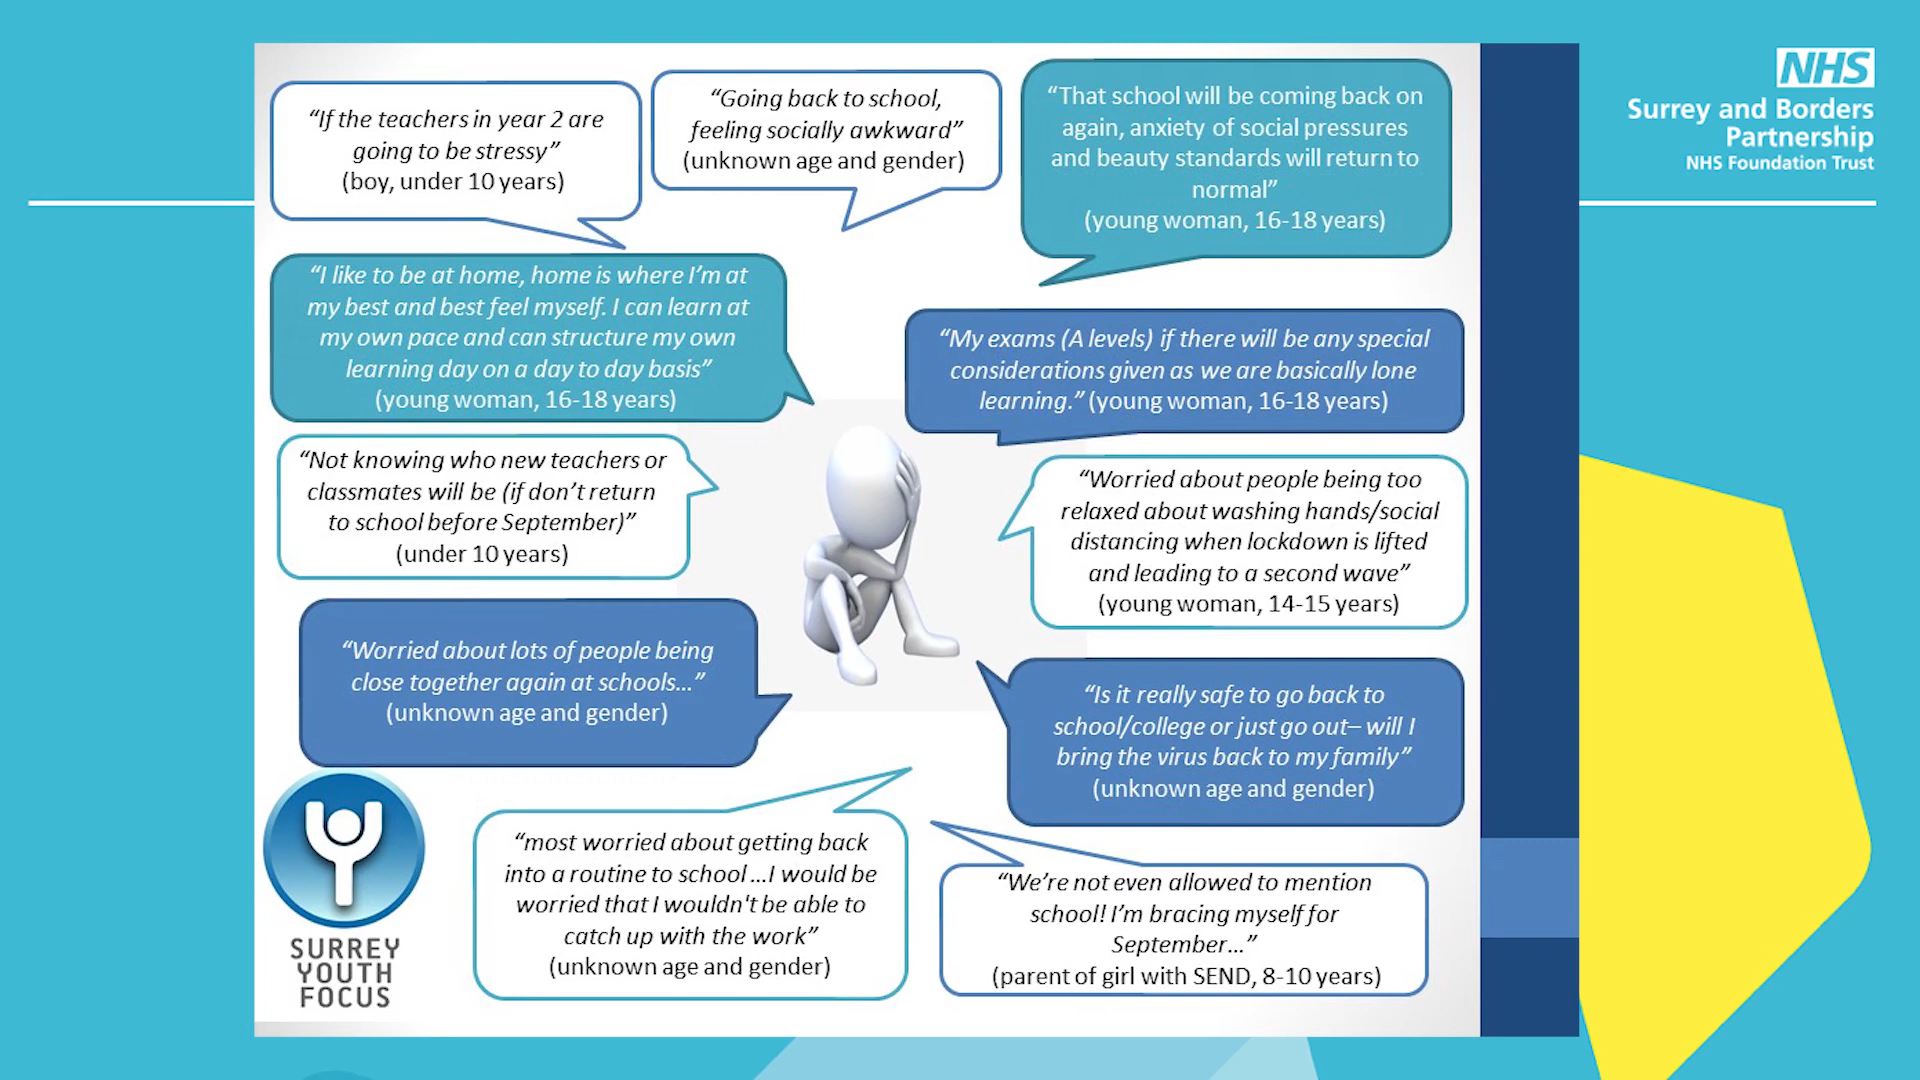 “If the teachers in year 2 are
going to be stressy”
(boy, under 10 years)
“Going back to school,
feeling socially awkward”
(unknown age and gender)
“That school will be coming back on
again, anxiety of social pressures
and beauty standards will return to
normal”
(young woman, 16-18 years)
NHS
Surrey and Borders
Partnership
NHS Foundation Trust
“I like to be at home, home is where I’m at
my best and best feel myself. I can learn at
my own pace and can structure my own
learning day on a day to day basis”
(young woman, 16-18 years)
“My exams (A levels) if there will be any special
considerations given as we are basically lone
learning.” (young woman, 16-18 years)
“Not knowing who new teachers or
classmates will be (if don’t return
to school before September)”
(under 10 years)
“Worried about people being too
relaxed about washing hands/social
distancing when lockdown is lifted
and leading to a second wave”
(young woman, 14-15 years)
“Worried about lots of people being
close together again at schools…”
(unknown age and gender)
“Is it really safe to go back to
school/college or just go out– will I
bring the virus back to my family”
(unknown age and gender)
SURREY
YOUTH
FOCUS
“most worried about getting back
into a routine to school …I would be
worried that I wouldn't be able to
catch up with the work”
(unknown age and gender)
“We’re not even allowed to mention
school! I’m bracing myself for
September…”
(parent of girl with SEND, 8-10 years)